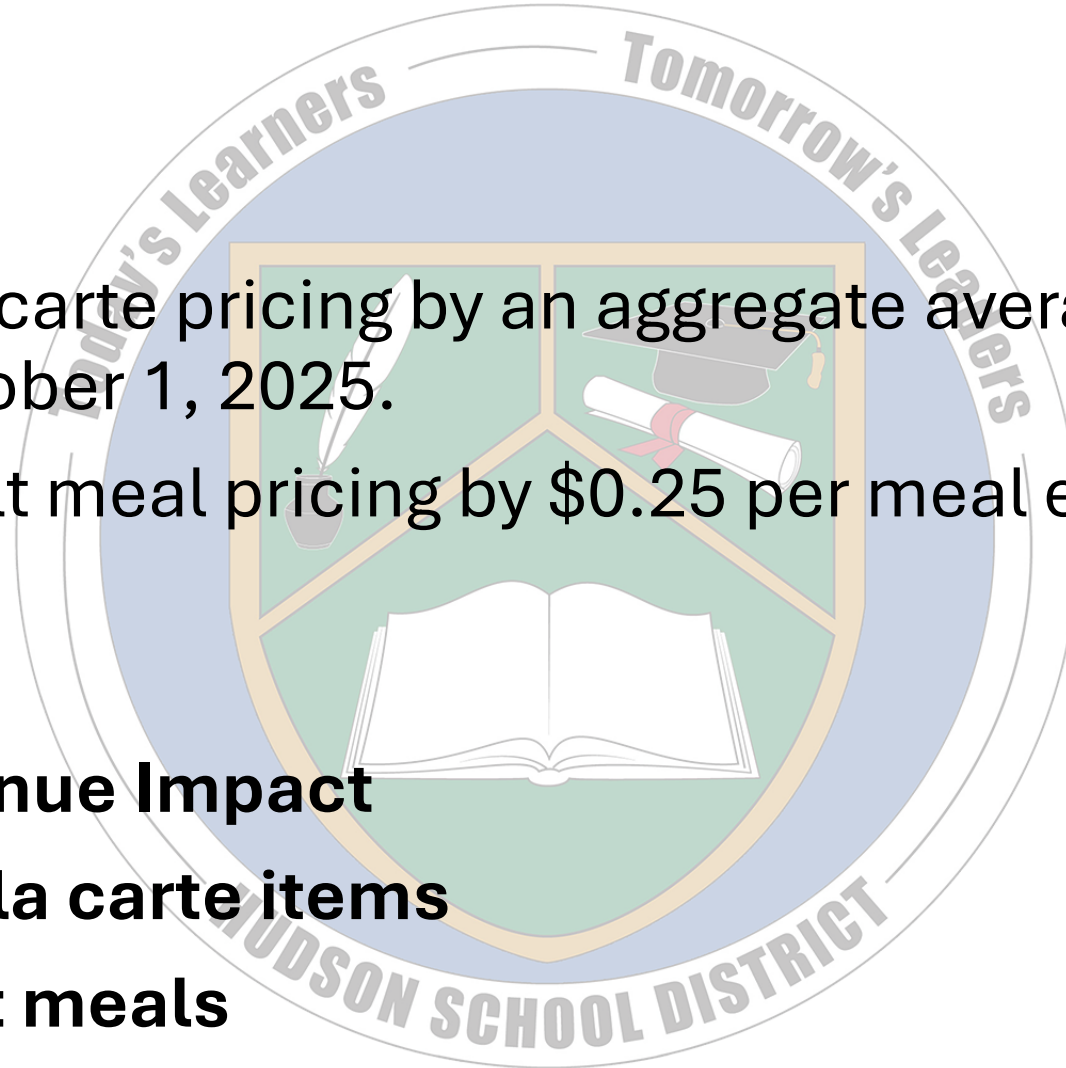 Today's Learners
Tomorrow's Leaders
carte pricing by an aggregate
ober 1, 2025.
meal pricing by $0.25 per meal
nue Impact
la carte items
meals
HUDSON SCHOOL DISTRICT